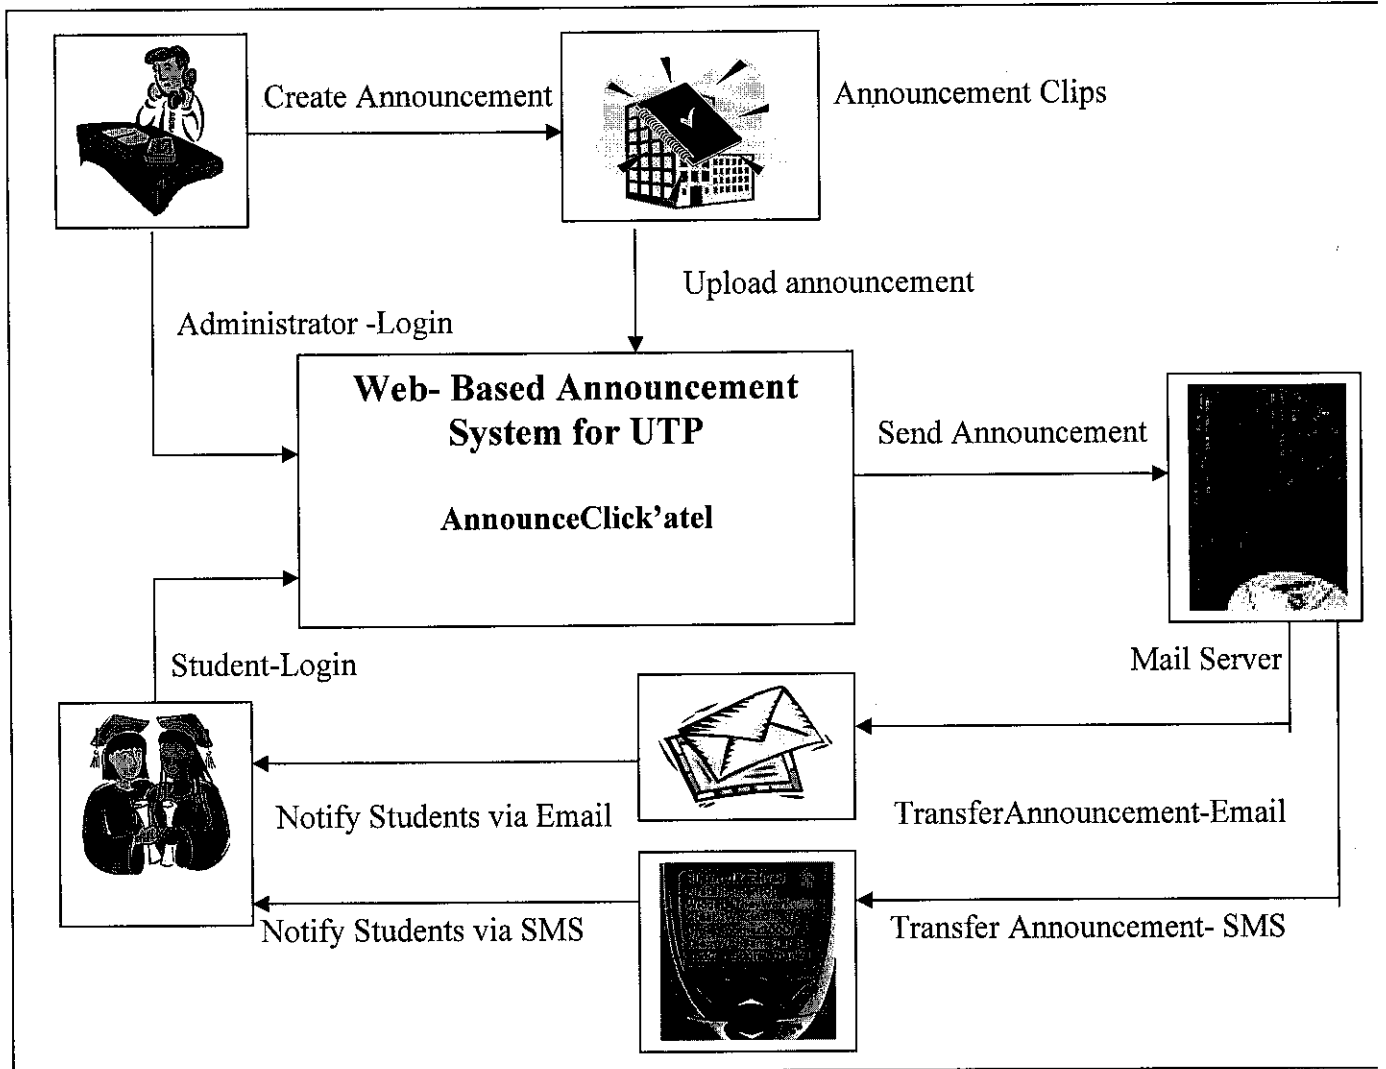 Create Announcement
Announcement Clips
Upload announcement
Administrator -Login
Web- Based Announcement
System for UTP
AnnounceClick'atel
Send Announcement
Student-Login
Mail Server
Notify Students via Email
TransferAnnouncement-Email
Notify Students via SMS
Transfer Announcement- SMS